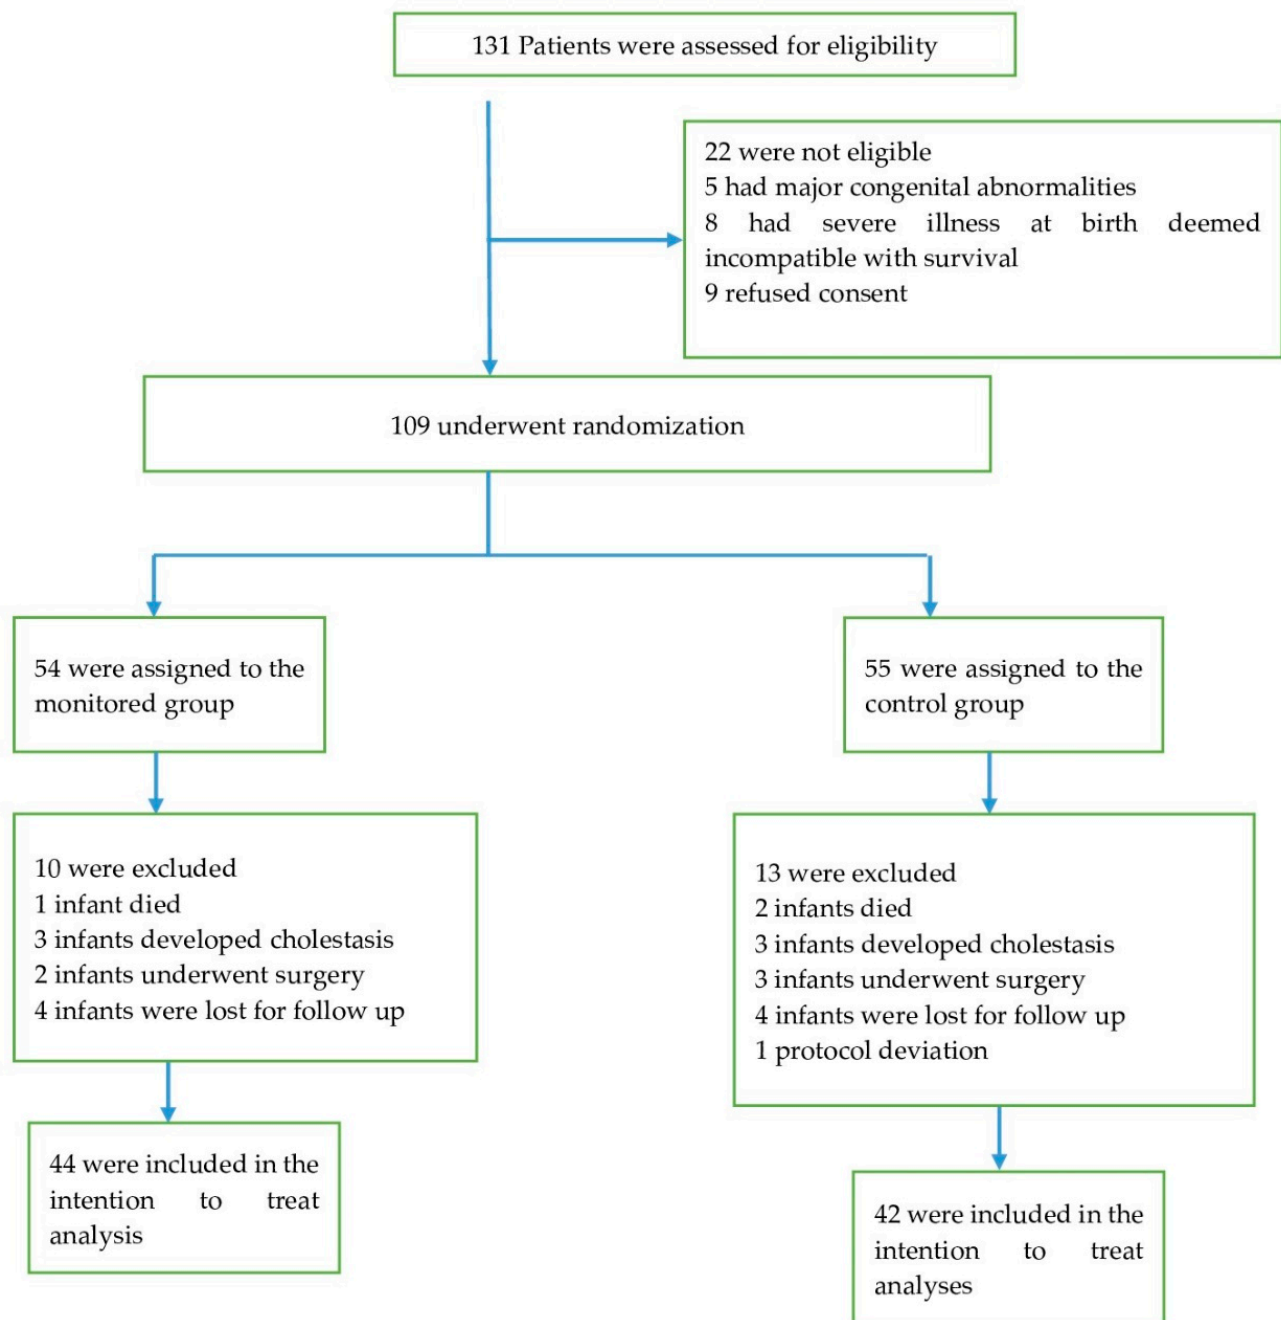 131 Patients were assessed for eligibility
22 were not eligible
5 had major congenital abnormalities
8 had severe illness at birth deemed
incompatible with survival
9 refused consent
109 underwent randomization
54 were assigned to the
monitored group
55 were assigned to the
control group
10 were excluded
1 infant died
3 infants developed cholestasis
2 infants underwent surgery
4 infants were lost for follow up
13 were excluded
2 infants died
3 infants developed cholestasis
3 infants underwent surgery
4 infants were lost for follow up
1 protocol deviation
44 were included in the
intention to treat
analysis
42 were included in the
intention to treat
analyses